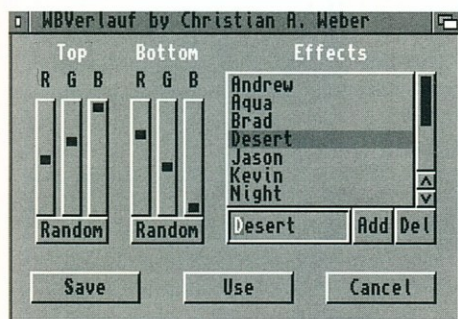 WBVerlauf by Christian A. Weber
Top Bottom Effects
R G B R G B
Andrew
Aqua
Brad
Desert
Jason
Kevin
Night
Random Random Desert Add Del
Save Use Cancel